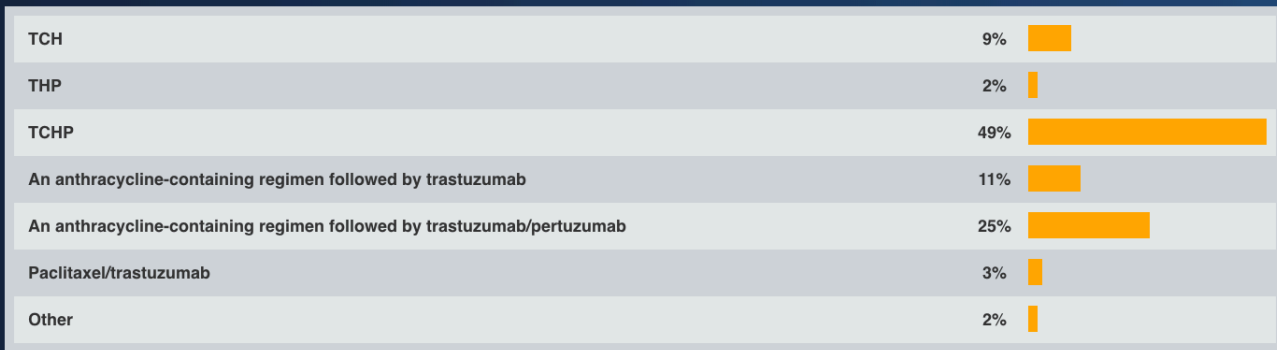 TCH 9%
THP 2%
TCHP 49%
An anthracycline-containing regimen followed by trastuzumab 11%
An anthracycline-containing regimen followed by trastuzumab/pertuzumab 25%
Paclitaxel/trastuzumab 3%
Other 2%